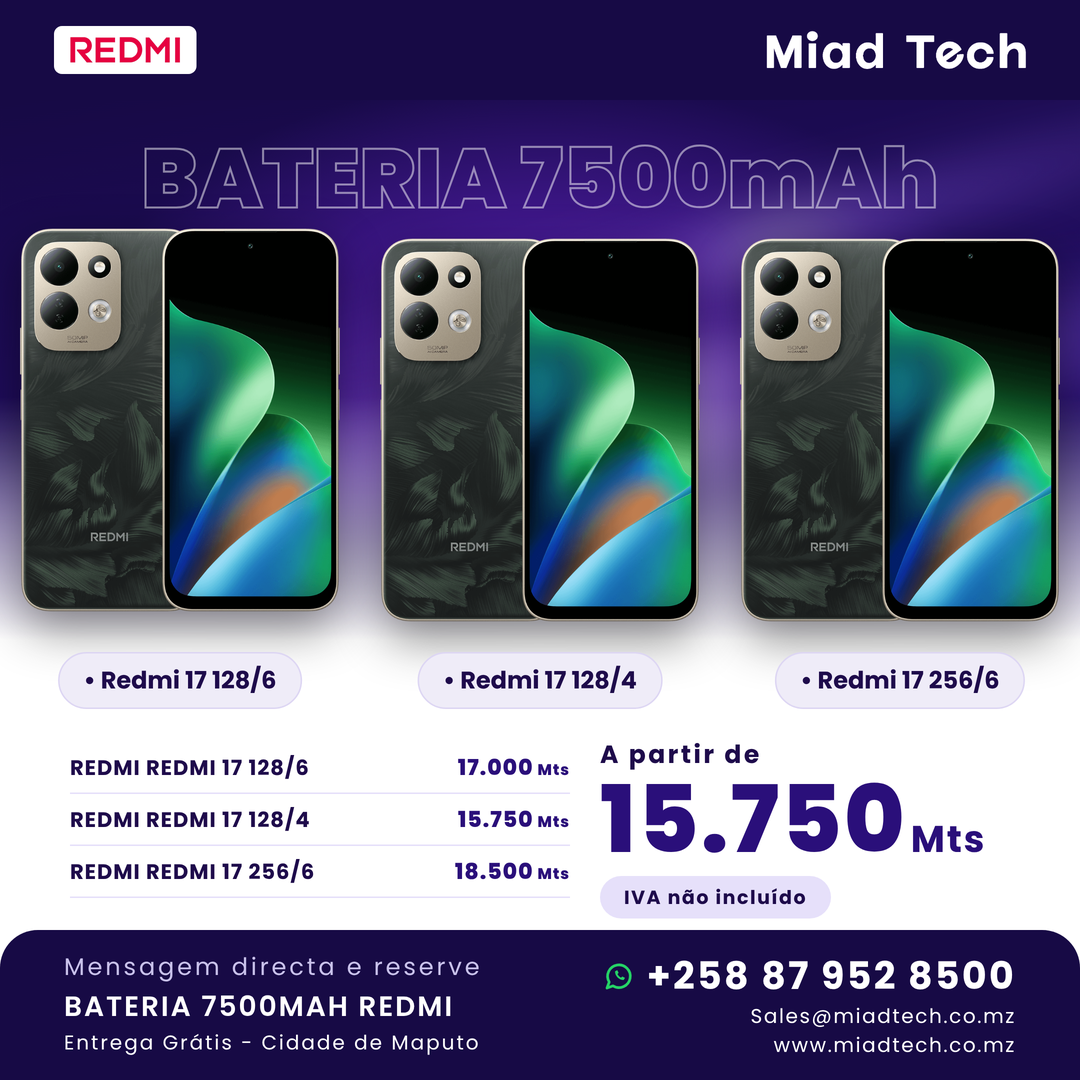 REDMI
Miad Tech
BATERIA 7500mAh
REDMI
REDMI
REDMI
• Redmi 17 128/6
• Redmi 17 128/4
• Redmi 17 256/6
REDMI REDMI 17 128/6 17.000 Mts
REDMI REDMI 17 128/4 15.750 Mts
REDMI REDMI 17 256/6 18.500 Mts
A partir de
15.750 Mts
IVA não incluído
Mensagem directa e reserve
BATERIA 7500MAH REDMI
Entrega Grátis - Cidade de Maputo
+258 87 952 8500
Sales@miadtech.co.mz
www.miadtech.co.mz